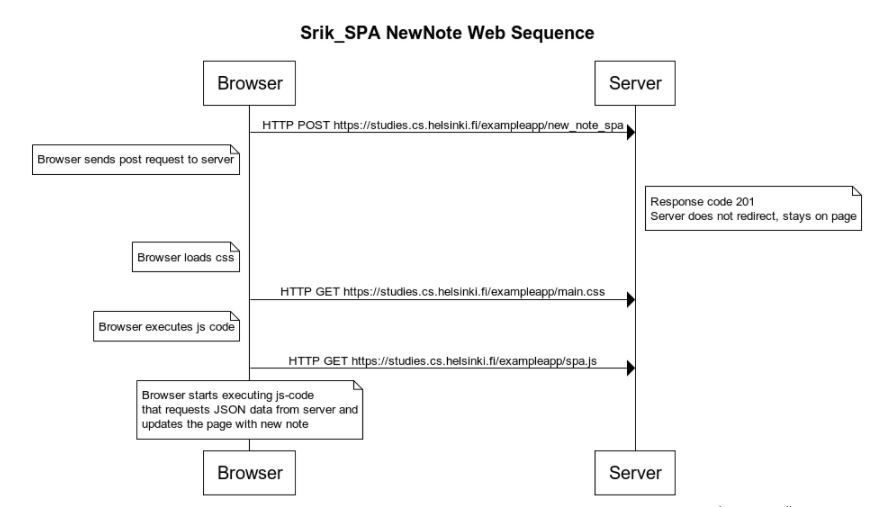 Srik_SPA NewNote Web Sequence
Browser
Server
HTTP POST https://studies.cs.helsinki.fi/exampleapp/new_note_spa
Browser sends post request to server
Response code 201
Server does not redirect, stays on page
Browser loads css
HTTP GET https://studies.cs.helsinki.fi/exampleapp/main.css
Browser executes js code
HTTP GET https://studies.cs.helsinki.fi/exampleapp/spa.js
Browser starts executing js-code
that requests JSON data from server and
updates the page with new note
Browser
Server